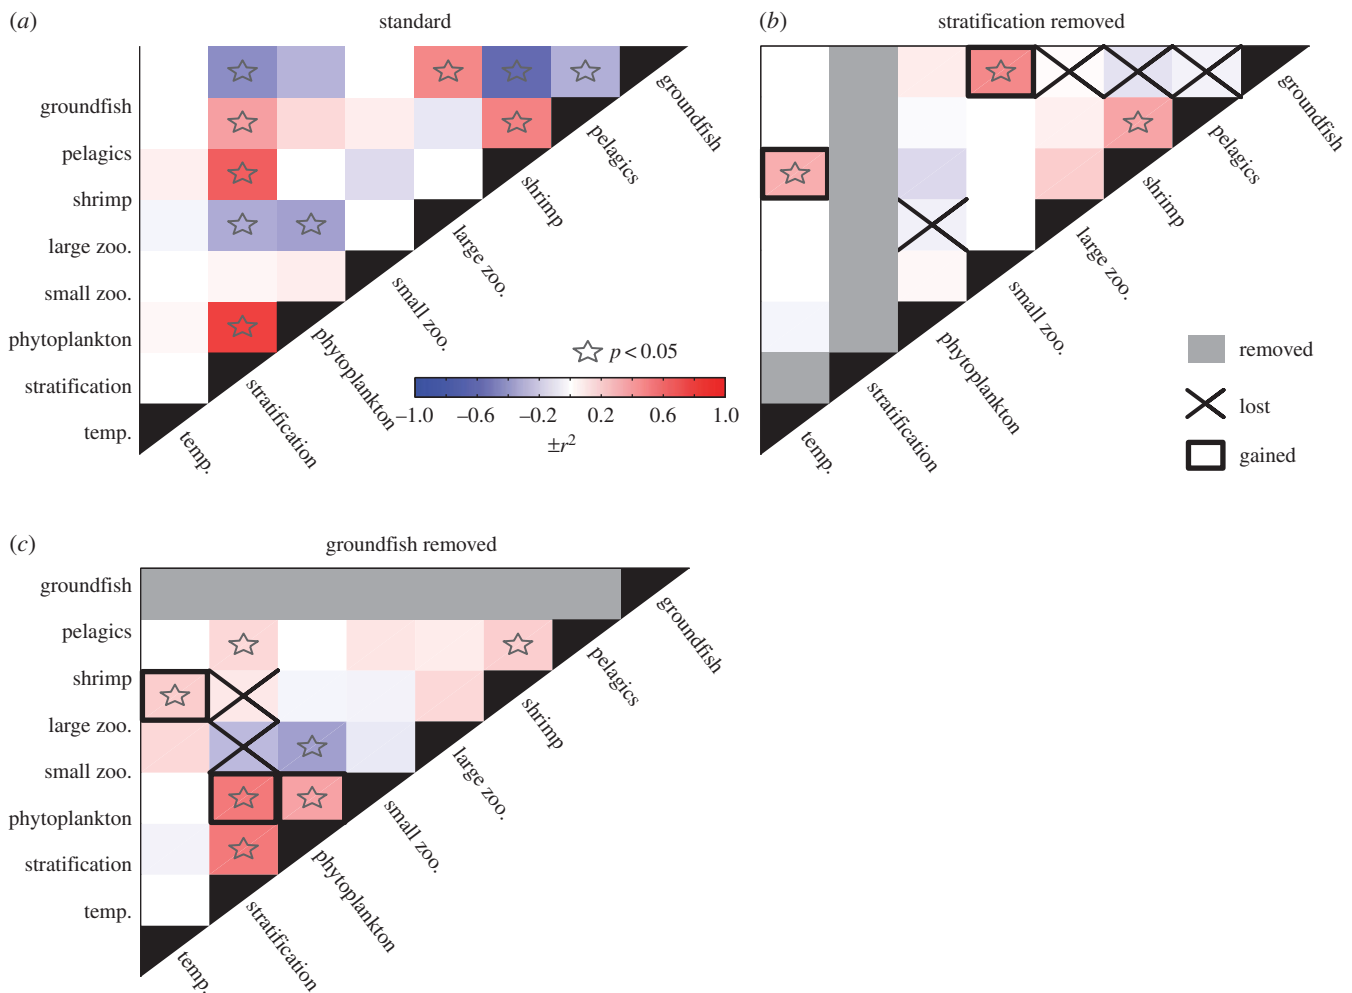 (a)
standard
groundfish
pelagics
shrimp
large zoo.
small zoo.
phytoplankton
stratification
temp.
temp.
stratification
phytoplankton
small zoo.
large zoo.
shrimp
pelagics
groundfish
p < 0.05
−1.0 −0.6 −0.2 0.2 0.6 1.0
±r²
(b)
stratification removed
temp.
stratification
phytoplankton
small zoo.
large zoo.
shrimp
pelagics
groundfish
removed
lost
gained
(c)
groundfish removed
groundfish
pelagics
shrimp
large zoo.
small zoo.
phytoplankton
stratification
temp.
temp.
stratification
phytoplankton
small zoo.
large zoo.
shrimp
pelagics
groundfish